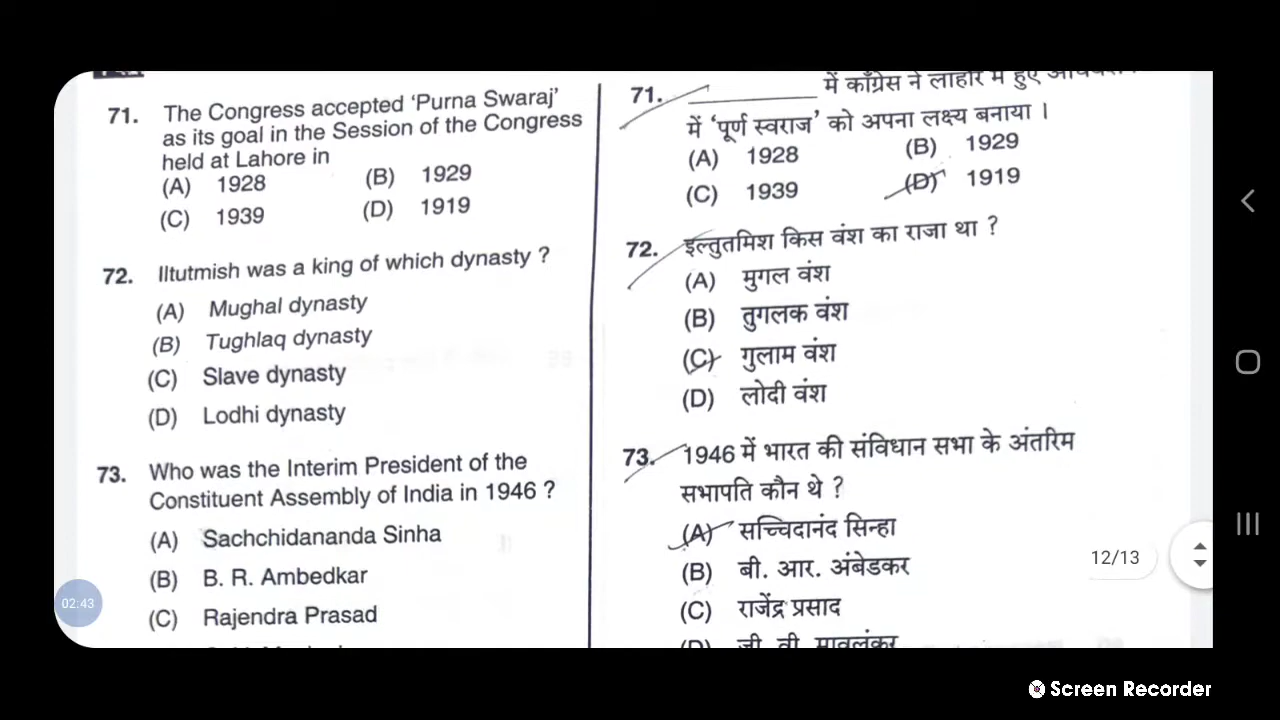 71. The Congress accepted ‘Purna Swaraj’
as its goal in the Session of the Congress
held at Lahore in
(A) 1928 (B) 1929
(C) 1939 (D) 1919
72. Iltutmish was a king of which dynasty ?
(A) Mughal dynasty
(B) Tughlaq dynasty
(C) Slave dynasty
(D) Lodhi dynasty
73. Who was the Interim President of the
Constituent Assembly of India in 1946 ?
(A) Sachchidananda Sinha
(B) B. R. Ambedkar
(C) Rajendra Prasad
71. __________ में काँग्रेस ने लाहौर में हुए
में ‘पूर्ण स्वराज’ को अपना लक्ष्य बनाया ।
(A) 1928 (B) 1929
(C) 1939 (D) 1919
72. इल्तुतमिश किस वंश का राजा था ?
(A) मुगल वंश
(B) तुगलक वंश
(C) गुलाम वंश
(D) लोदी वंश
73. 1946 में भारत की संविधान सभा के अंतरिम
सभापति कौन थे ?
(A) सच्चिदानंद सिन्हा
(B) बी. आर. अंबेडकर
(C) राजेंद्र प्रसाद
(D) जी. वी. मावलंकर
12/13
02:43
Screen Recorder